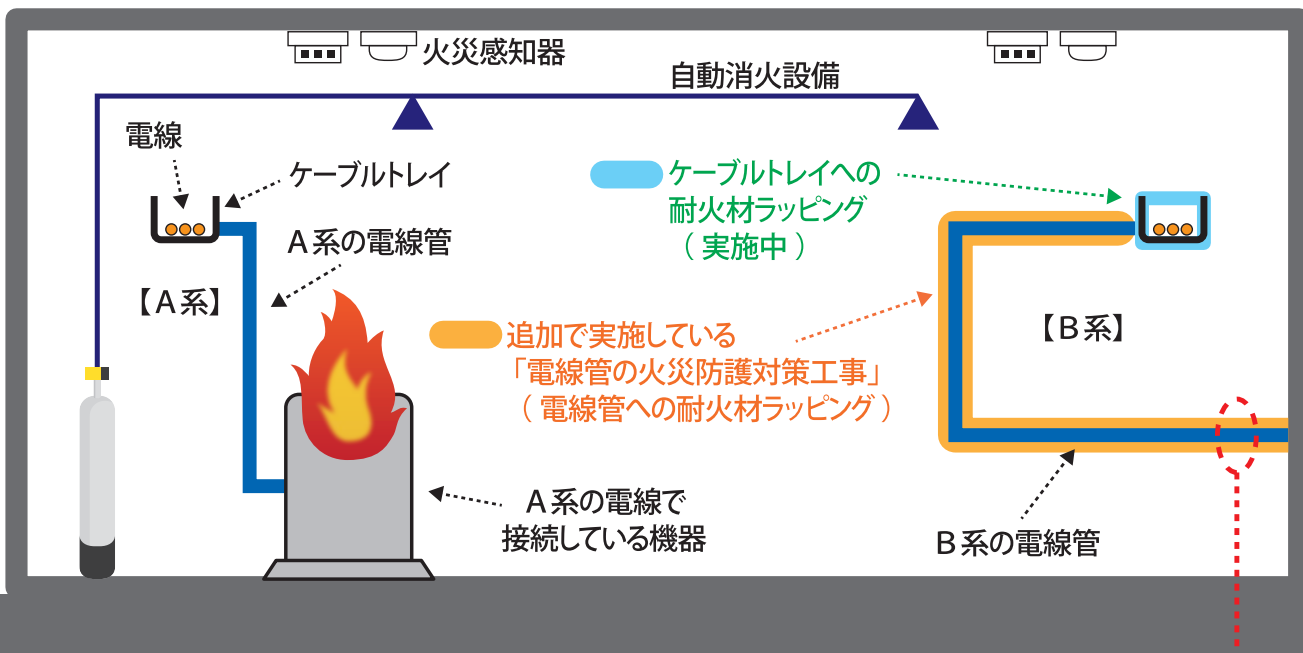 火災感知器
自動消火設備
電線
ケーブルトレイ
A系の電線管
【A系】
ケーブルトレイへの
耐火材ラッピング
（実施中）
追加で実施している
「電線管の火災防護対策工事」
（電線管への耐火材ラッピング）
【B系】
A系の電線で
接続している機器
B系の電線管